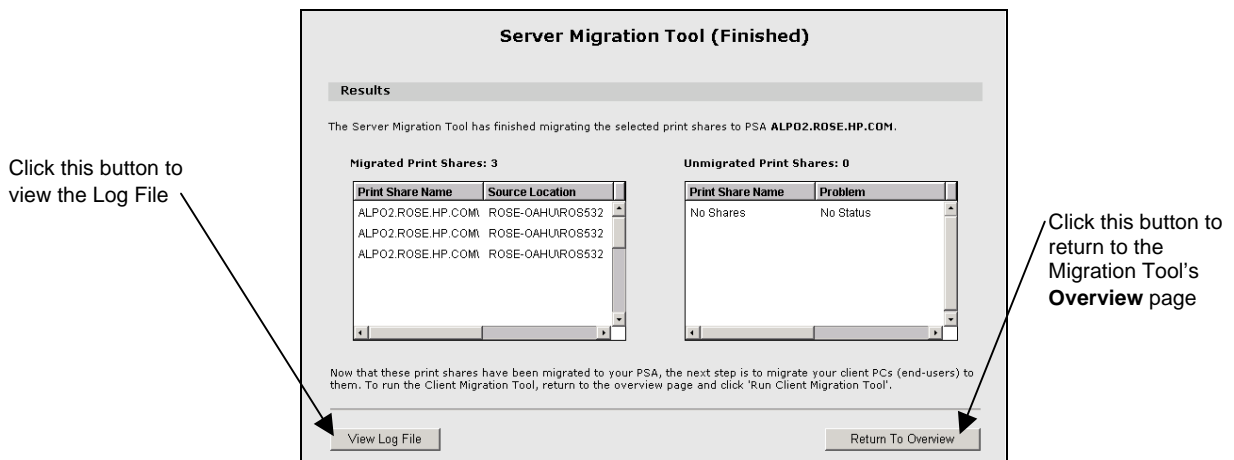 Server Migration Tool (Finished)
Results
The Server Migration Tool has finished migrating the selected print shares to PSA ALPO2.ROSE.HP.COM.
Click this button to
view the Log File
Migrated Print Shares: 3
Print Share Name Source Location
ALPO2.ROSE.HP.COM\ ROSE-OAHU\ROS532
ALPO2.ROSE.HP.COM\ ROSE-OAHU\ROS532
ALPO2.ROSE.HP.COM\ ROSE-OAHU\ROS532
Unmigrated Print Shares: 0
Print Share Name Problem
No Shares No Status
Click this button to
return to the
Migration Tool's
Overview page
Now that these print shares have been migrated to your PSA, the next step is to migrate your client PCs (end-users) to
them. To run the Client Migration Tool, return to the overview page and click 'Run Client Migration Tool'.
View Log File
Return To Overview